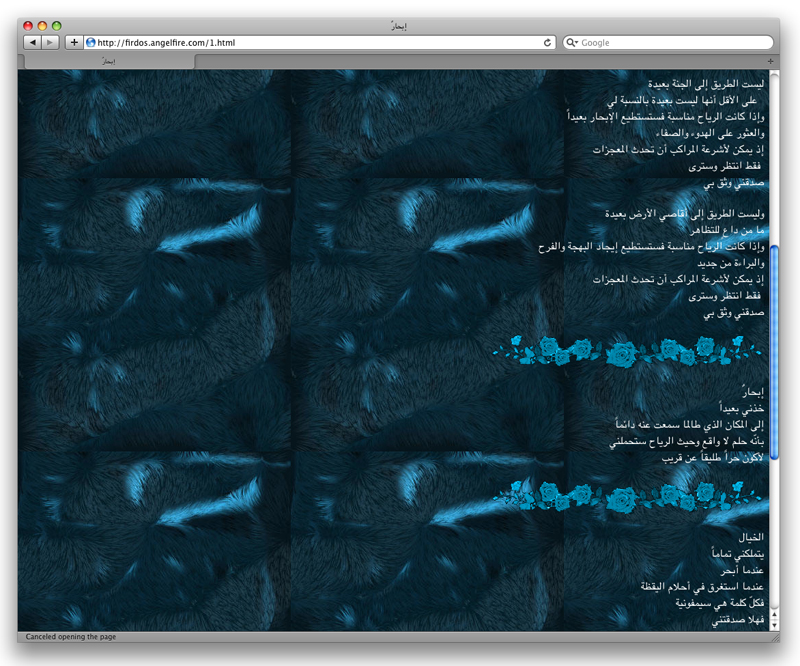 إبحارٌ
http://firdos.angelfire.com/1.html
Google
إبحارٌ
ليست الطريق إلى الجنة بعيدة
على الأقل أنها ليست بعيدة بالنسبة لي
وإذا كانت الرياح مناسبة فستستطيع الإبحار بعيداً
والعثور على الهدوء والصفاء
إذ يمكن لأشرعة المراكب أن تحدث المعجزات
فقط انتظر وسترى
صدقني وثق بي
وليست الطريق إلى أقاصي الأرض بعيدة
ما من داعٍ للتظاهر
وإذا كانت الرياح مناسبة فستستطيع إيجاد البهجة والفرح
والبراءة من جديد
إذ يمكن لأشرعة المراكب أن تحدث المعجزات
فقط انتظر وسترى
صدقني وثق بي
إبحارٌ
خذني بعيداً
إلى المكان الذي طالما سمعت عنه دائماً
بأنّه حلم لا واقع وحيث الرياح ستحملني
لأكون حراً طليقاً عن قريب
الخيال
يتملكني تماماً
عندما أبحر
عندما استغرق في أحلام اليقظة
فكلّ كلمة هي سيمفونية
فهلا صدقتني
Canceled opening the page